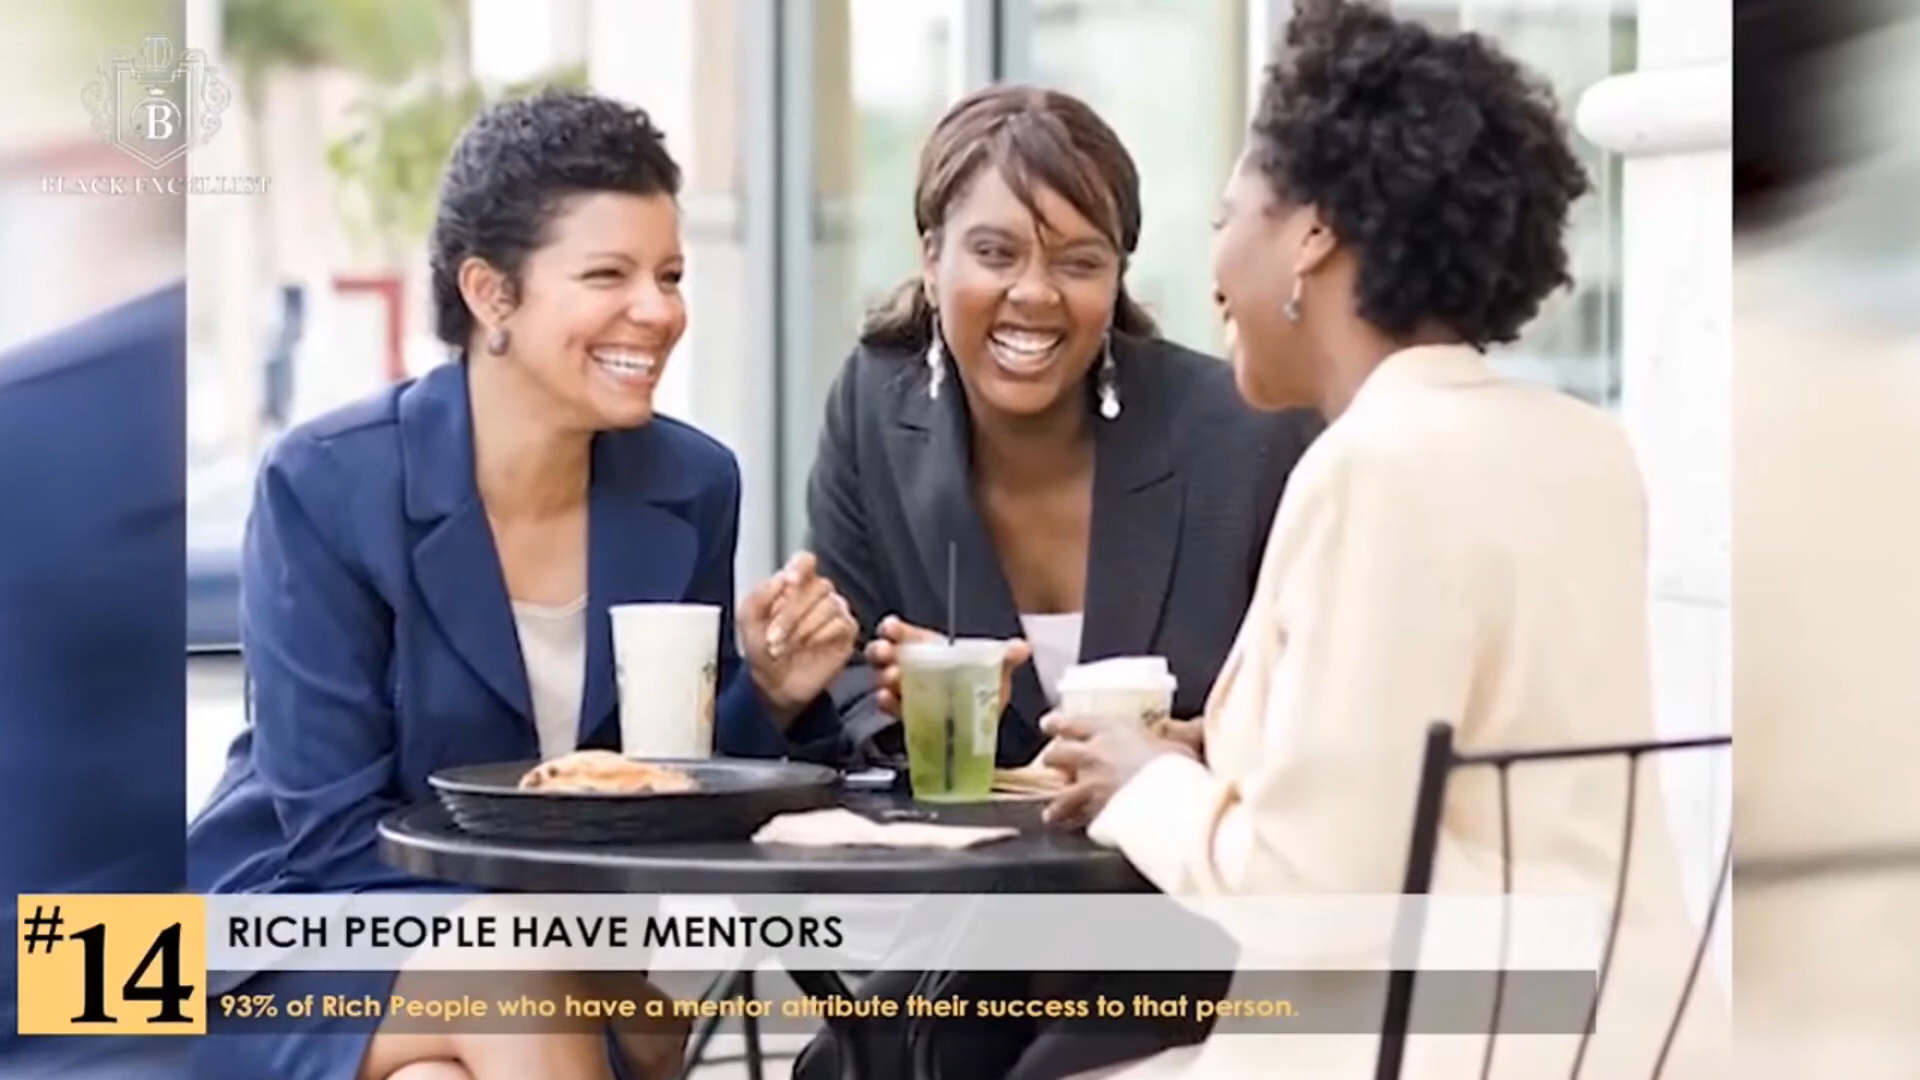 B
BLACK EXCELLIST
#14
RICH PEOPLE HAVE MENTORS
93% of Rich People who have a mentor attribute their success to that person.